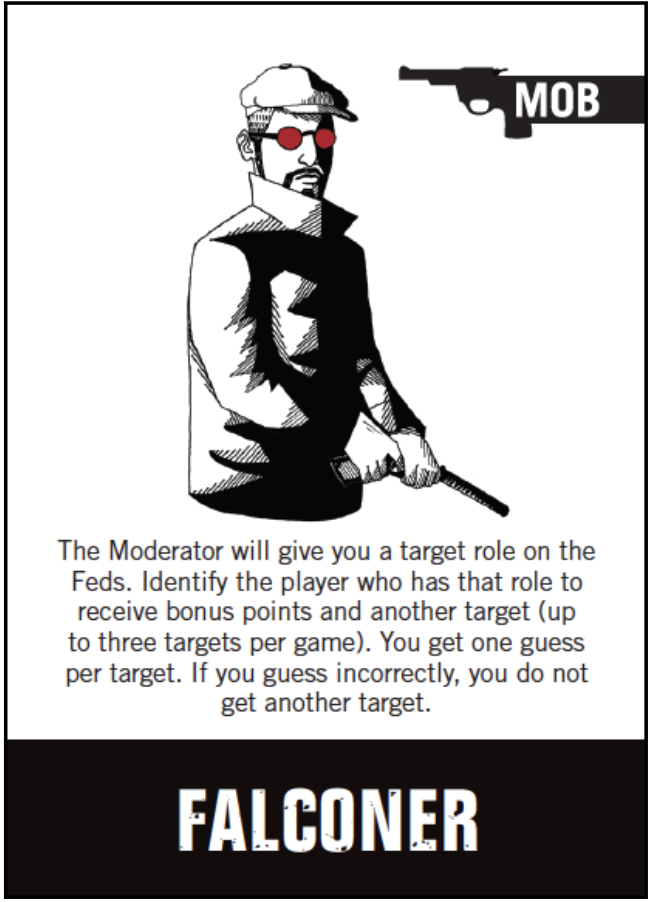 MOB
The Moderator will give you a target role on the
Feds. Identify the player who has that role to
receive bonus points and another target (up
to three targets per game). You get one guess
per target. If you guess incorrectly, you do not
get another target.
FALCONER